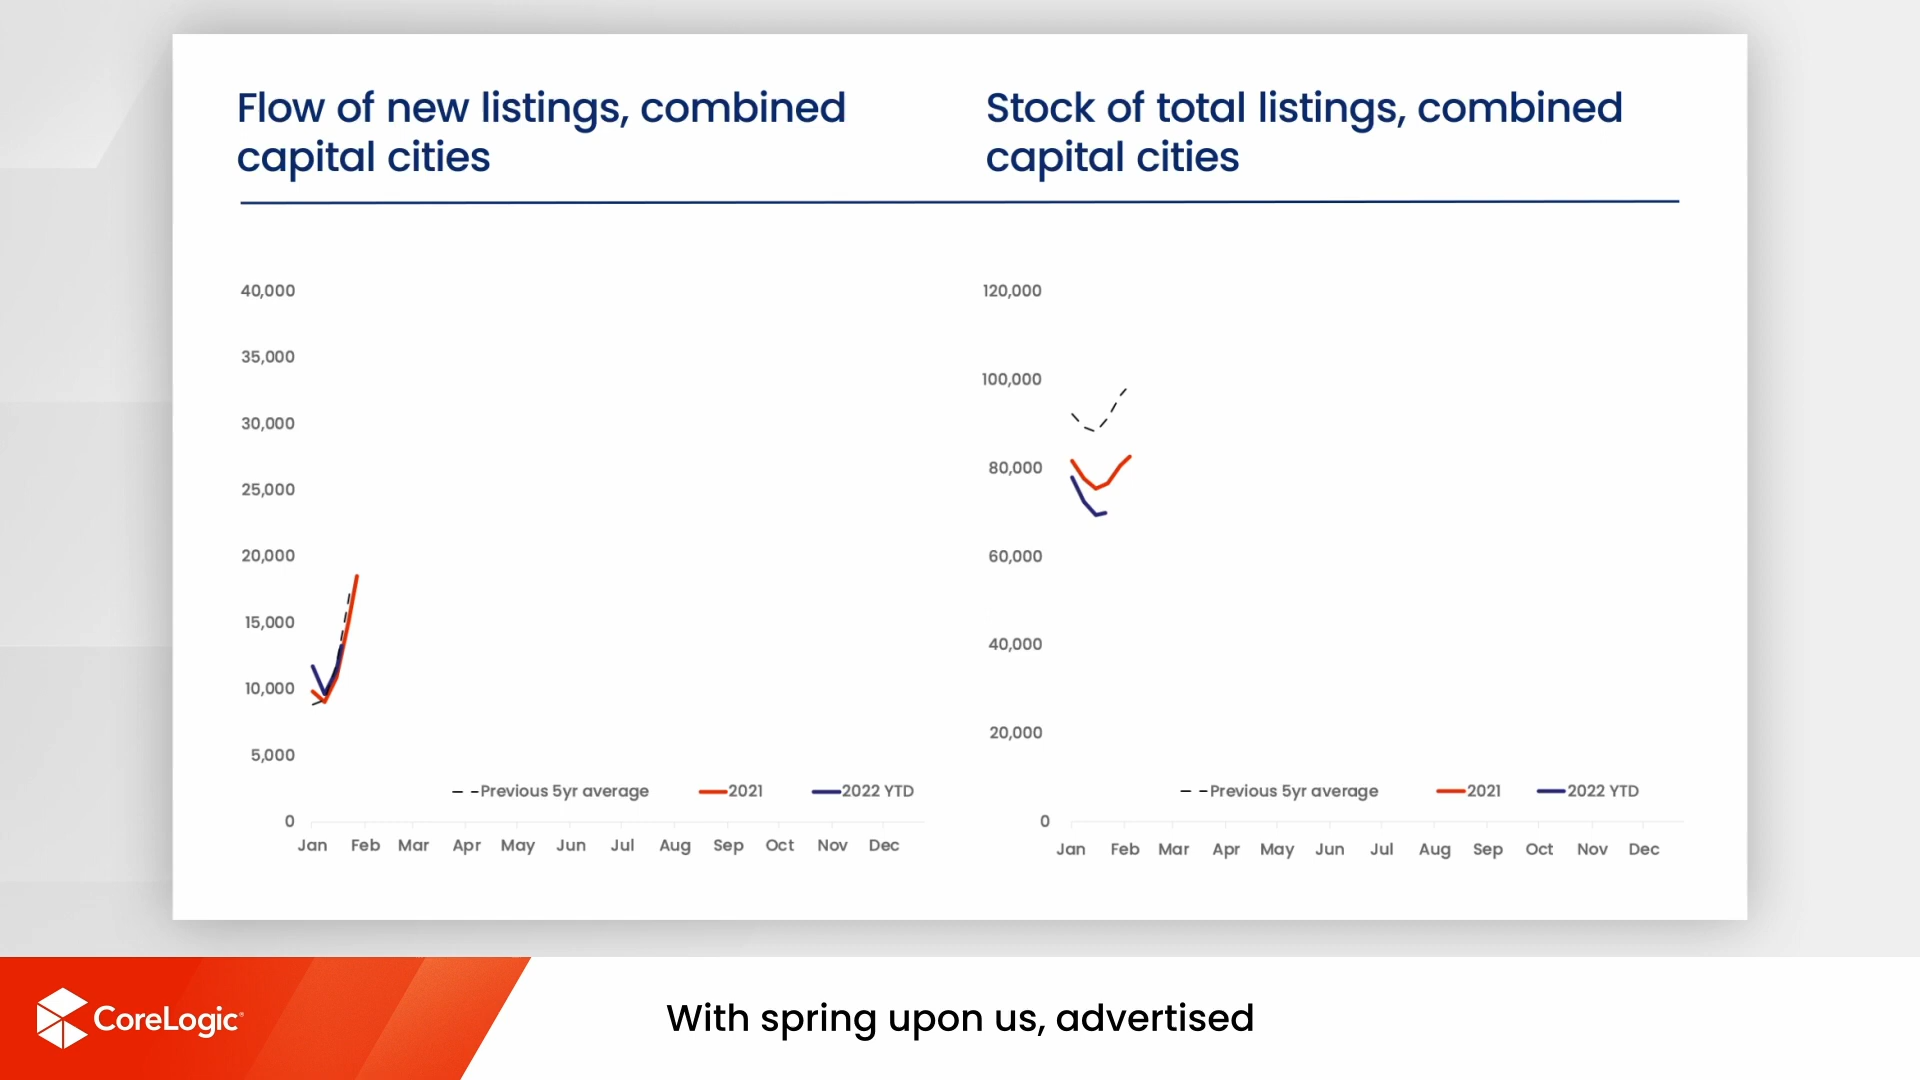 Flow of new listings, combined
capital cities
40,000
35,000
30,000
25,000
20,000
15,000
10,000
5,000
0
Previous 5yr average
2021
2022 YTD
Jan Feb Mar Apr May Jun Jul Aug Sep Oct Nov Dec
Stock of total listings, combined
capital cities
120,000
100,000
80,000
60,000
40,000
20,000
0
Previous 5yr average
2021
2022 YTD
Jan Feb Mar Apr May Jun Jul Aug Sep Oct Nov Dec
CoreLogic
With spring upon us, advertised